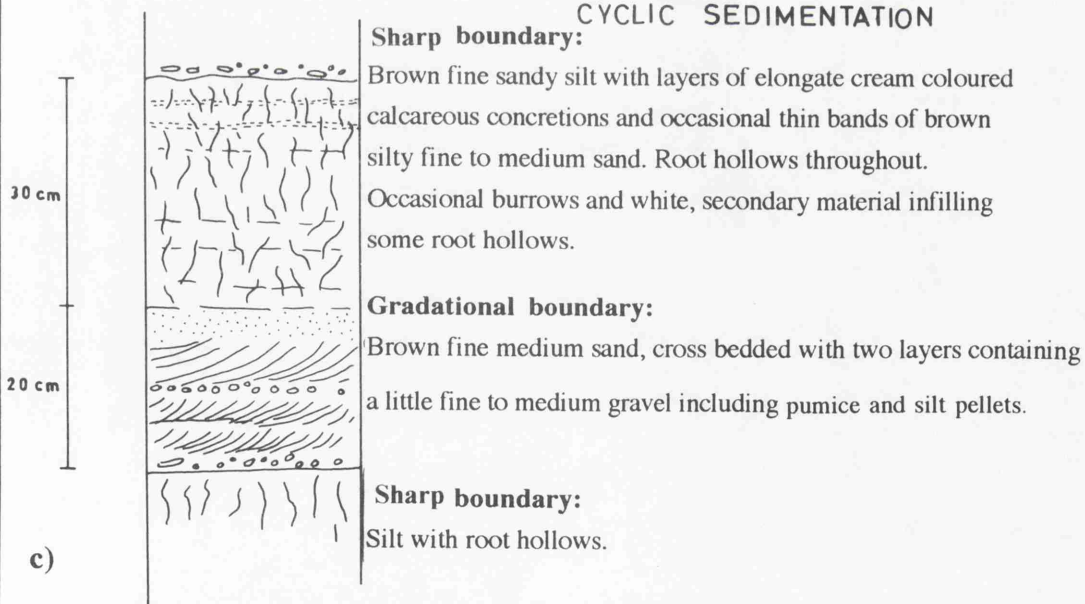 CYCLIC SEDIMENTATION
Sharp boundary:
Brown fine sandy silt with layers of elongate cream coloured
calcareous concretions and occasional thin bands of brown
silty fine to medium sand. Root hollows throughout.
Occasional burrows and white, secondary material infilling
some root hollows.
30 cm
Gradational boundary:
Brown fine medium sand, cross bedded with two layers containing
a little fine to medium gravel including pumice and silt pellets.
20 cm
Sharp boundary:
Silt with root hollows.
c)